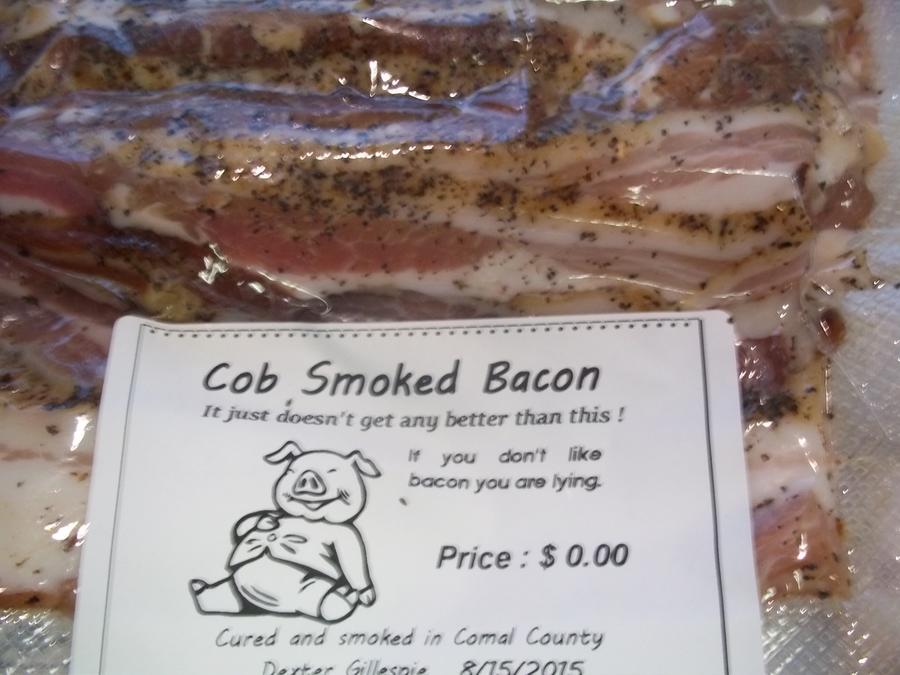 Cob Smoked Bacon
It just doesn't get any better than this !
If you don't like
bacon you are lying.
Price : $ 0.00
Cured and smoked in Comal County
Dexter Gillespie 8/15/2015